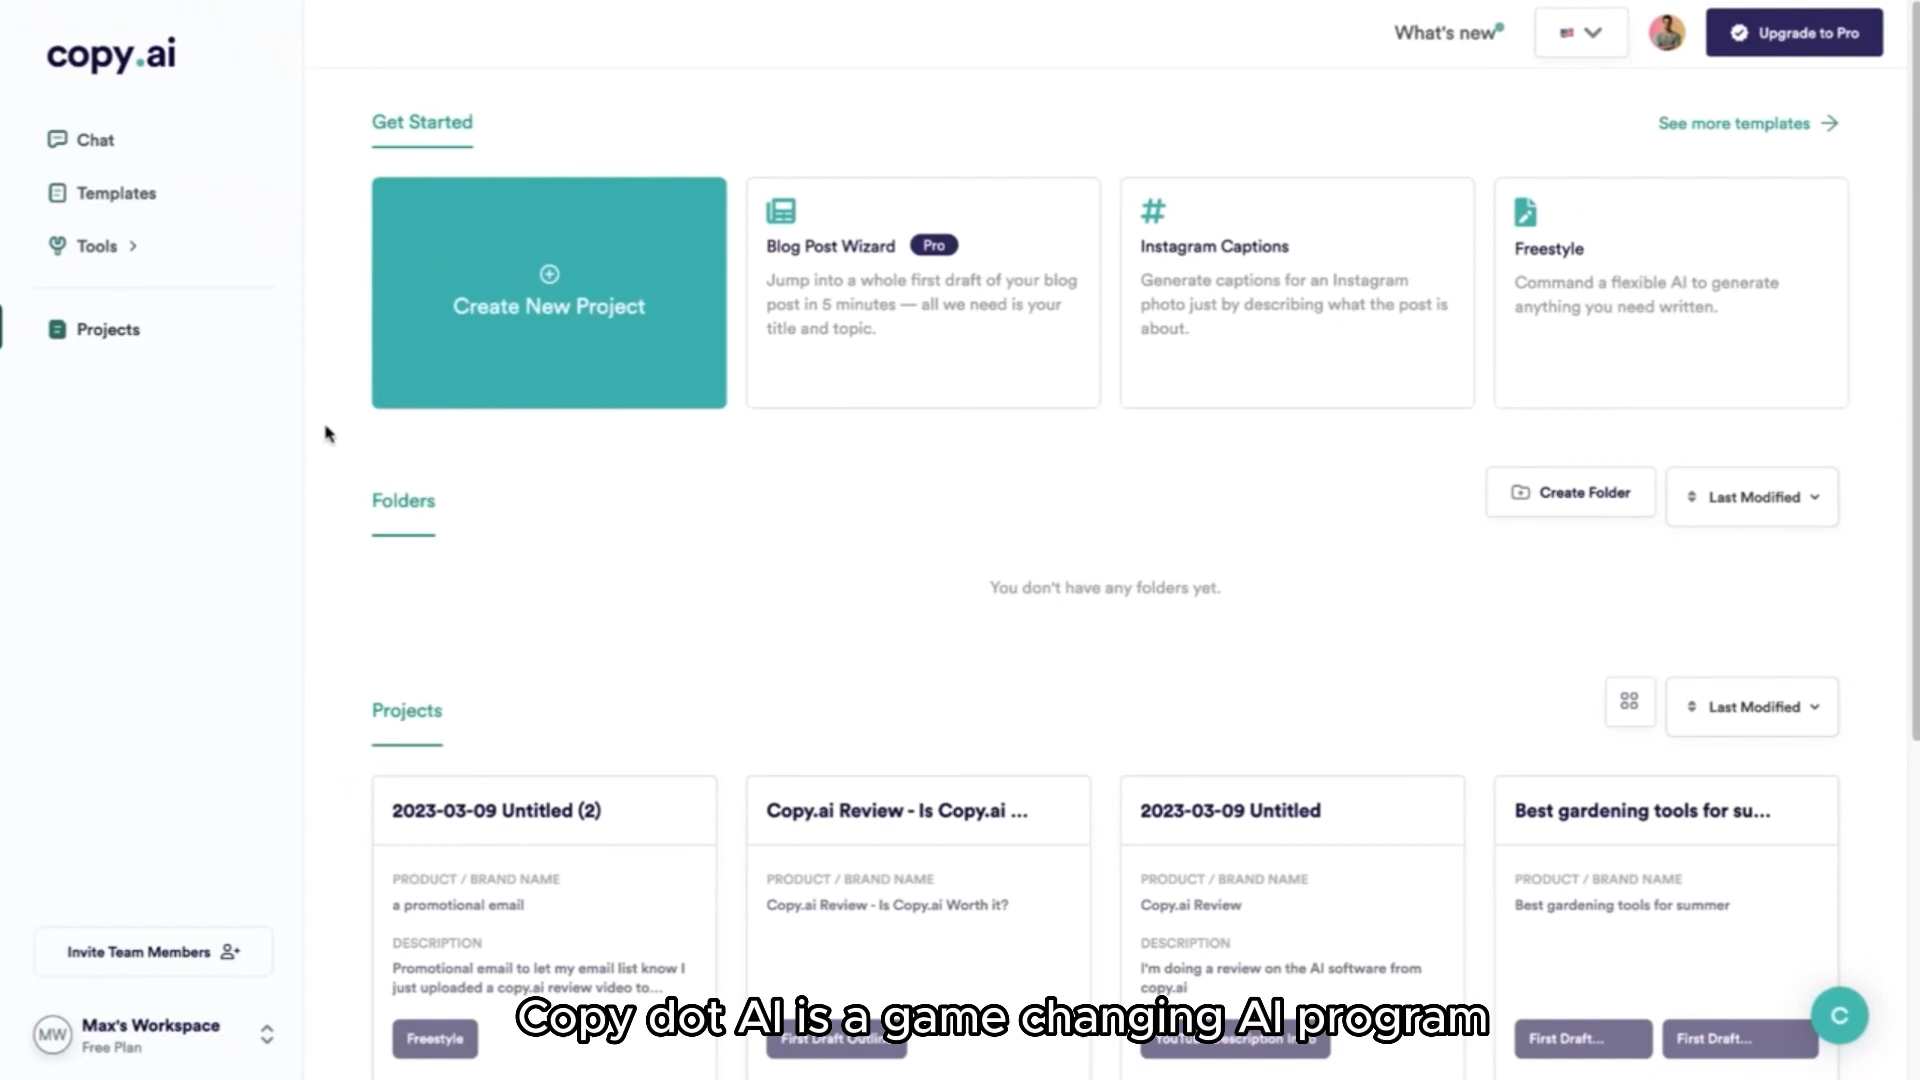 copy.ai
Chat
Templates
Tools
Projects
What's new
Upgrade to Pro
Get Started
See more templates
Create New Project
Blog Post Wizard Pro
Jump into a whole first draft of your blog
post in 5 minutes — all we need is your
title and topic.
Instagram Captions
Generate captions for an Instagram
photo just by describing what the post is
about.
Freestyle
Command a flexible AI to generate
anything you need written.
Folders
Create Folder
Last Modified
You don't have any folders yet.
Projects
Last Modified
2023-03-09 Untitled (2)
PRODUCT / BRAND NAME
a promotional email
DESCRIPTION
Promotional email to let my email list know I
just uploaded a copy.ai review video to...
Freestyle
Copy.ai Review - Is Copy.ai ...
PRODUCT / BRAND NAME
Copy.ai Review - Is Copy.ai Worth it?
First Draft
2023-03-09 Untitled
PRODUCT / BRAND NAME
Copy.ai Review
DESCRIPTION
I'm doing a review on the AI software from
copy.ai
Best gardening tools for su...
PRODUCT / BRAND NAME
Best gardening tools for summer
First Draft...
First Draft...
Invite Team Members
MW
Max's Workspace
Free Plan
C
Copy dot AI is a game changing AI program